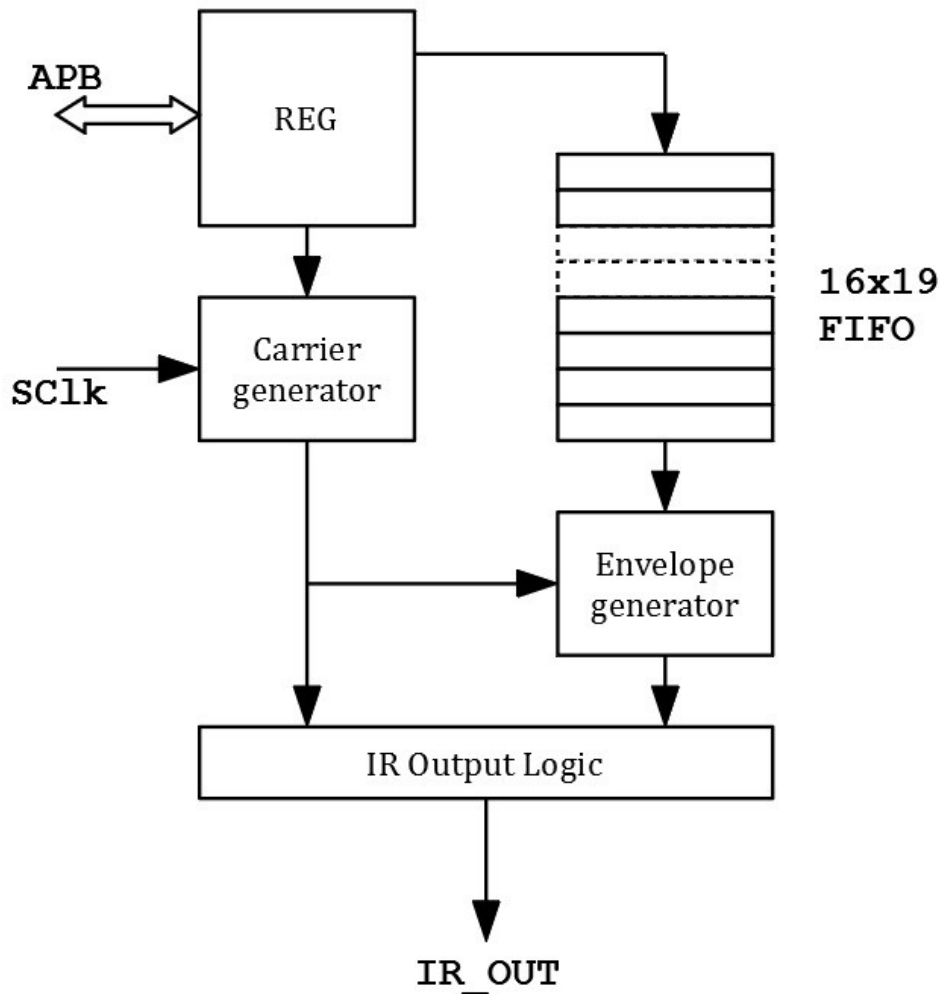 APB
REG
16x19
FIFO
Carrier
generator
SClk
Envelope
generator
IR Output Logic
IR_OUT